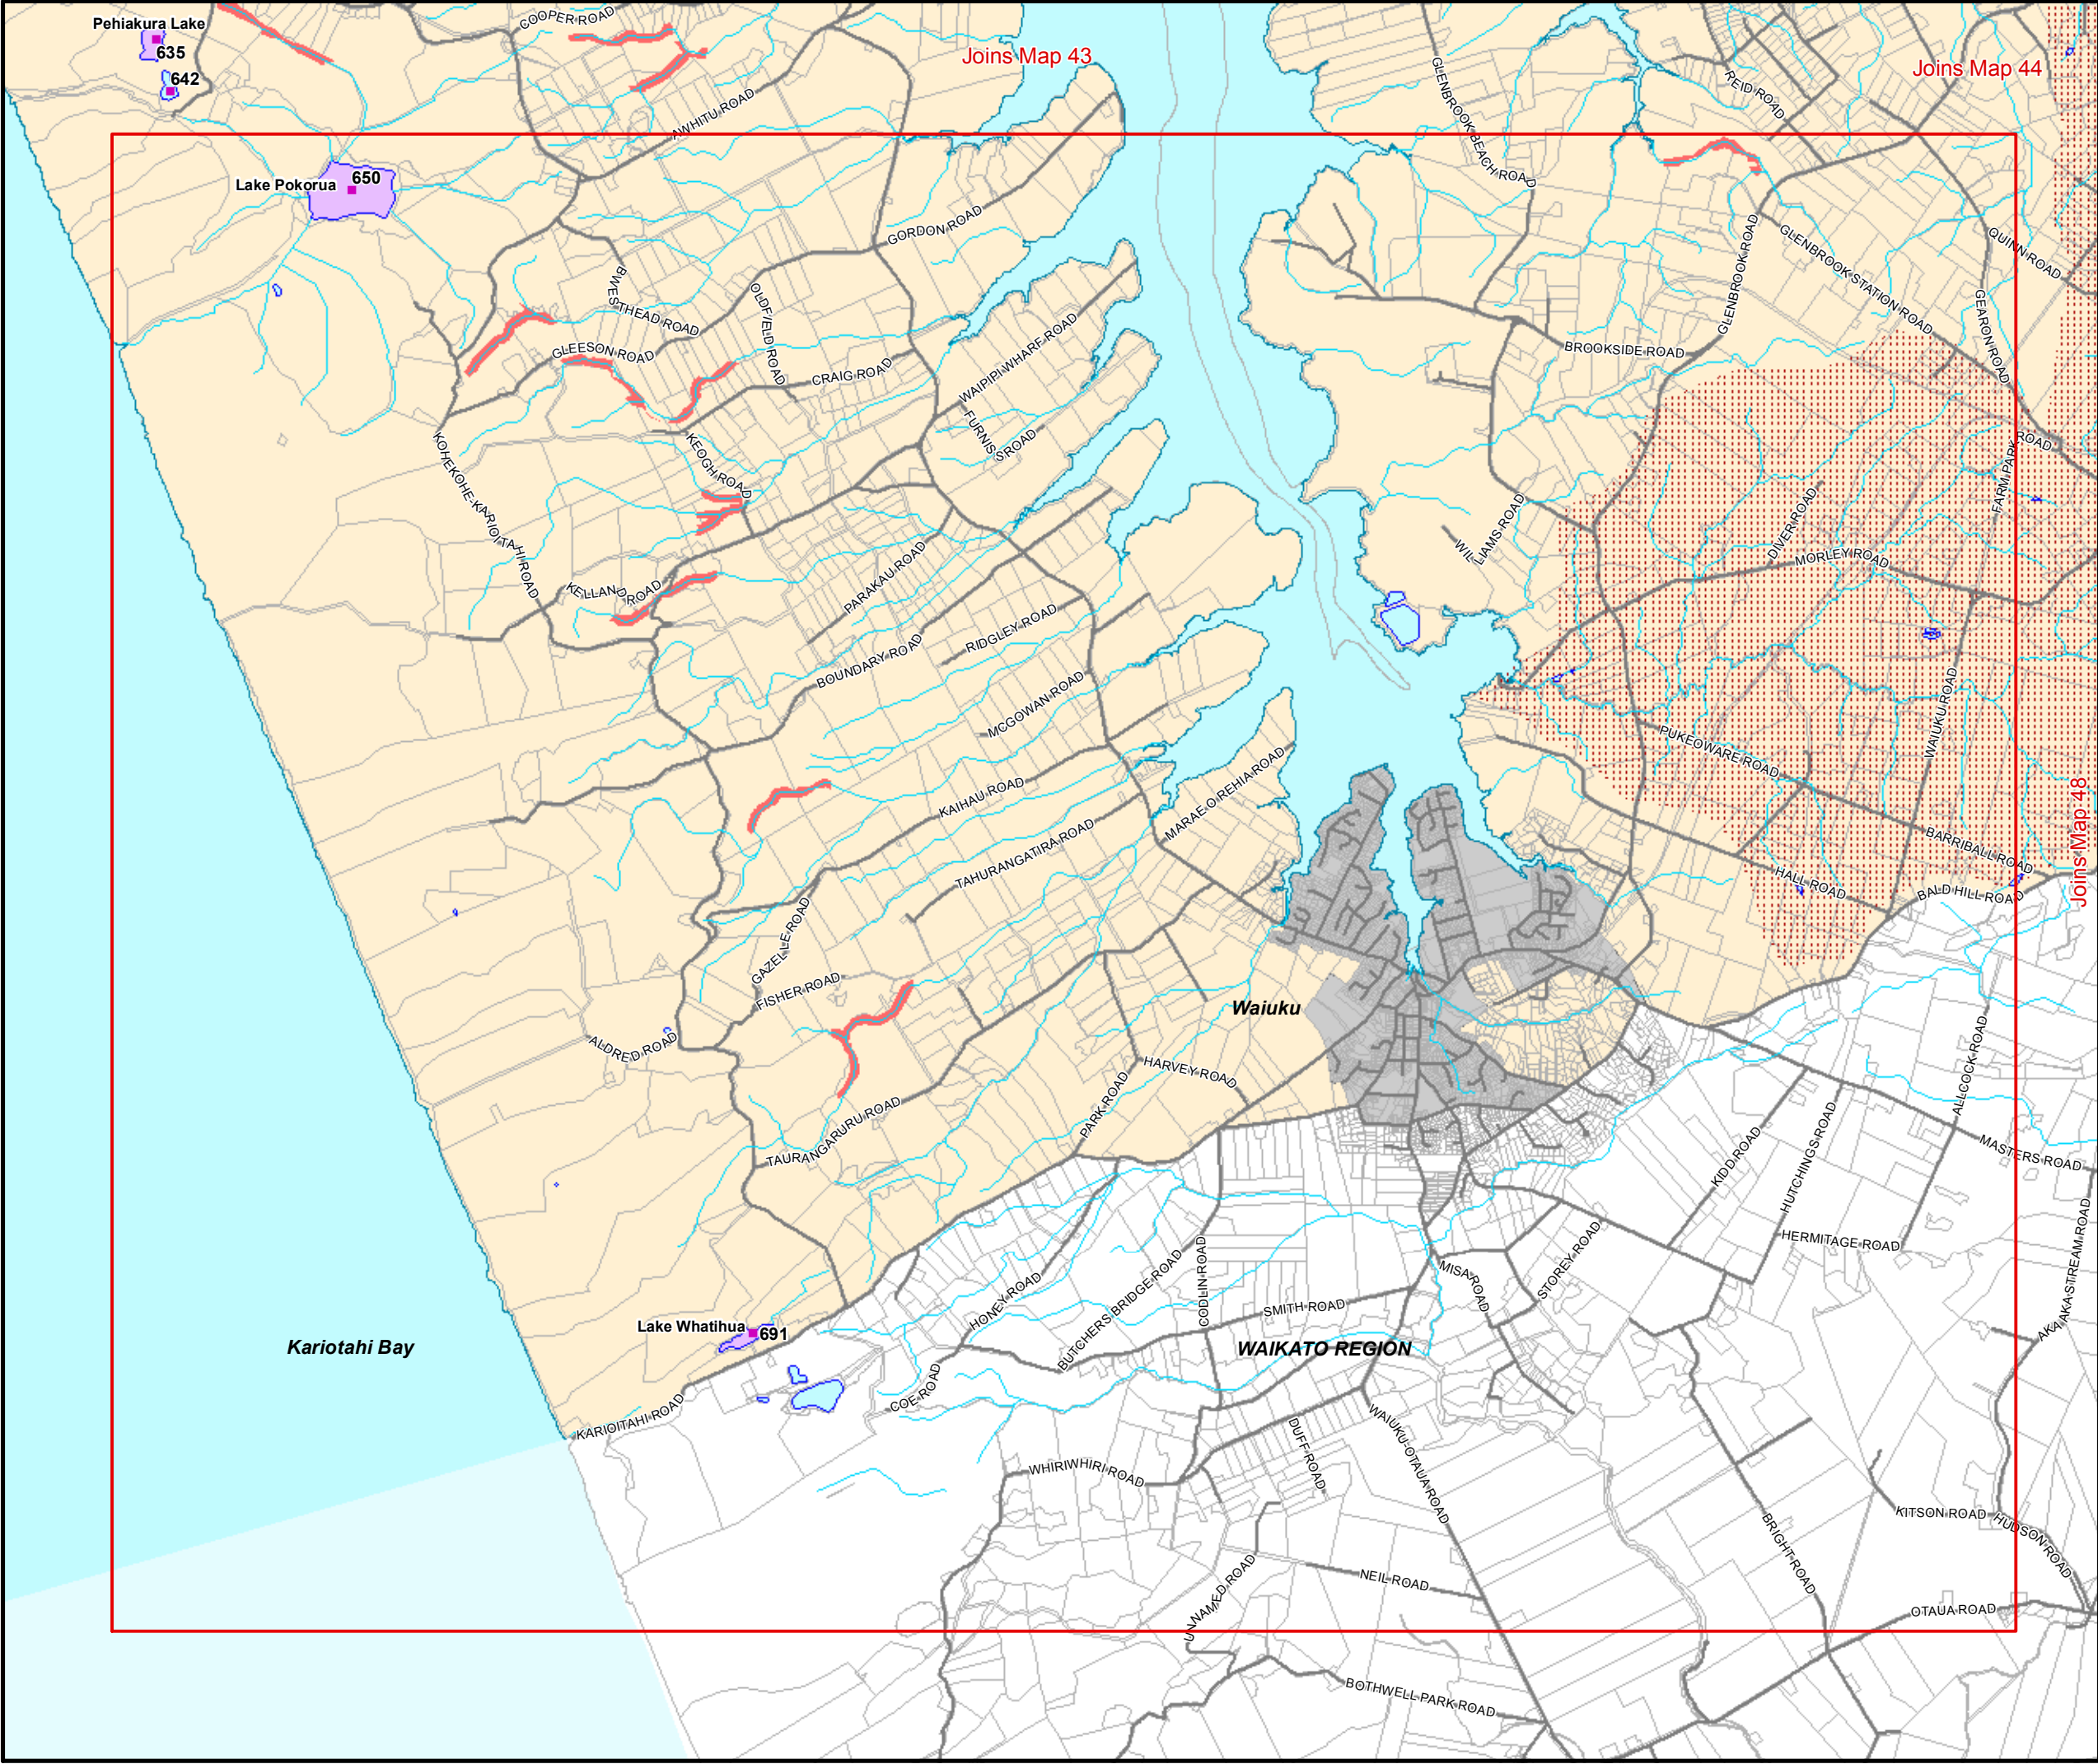 Pehiakura Lake
635
642
COOPER ROAD
Joins Map 43
Joins Map 44
AWHITU ROAD
GLENBROOK BEACH ROAD
REID ROAD
Lake Pokorua
650
GORDON ROAD
QUINN ROAD
GLENBROOK STATION ROAD
GLENBROOK ROAD
GEARON ROAD
BWES
THEAD ROAD
OLDFIELD ROAD
GLEESON ROAD
CRAIG ROAD
WAIPIPI WHARF ROAD
BROOKSIDE ROAD
FURNIS
SROAD
KEOGH ROAD
KOHEKOHE-KARIOITAHI ROAD
ROAD
FARM PARK
DIVER ROAD
WIL
LIAMS ROAD
MORLEY ROAD
KELLAND ROAD
PARAKAU ROAD
BOUNDARY ROAD
RIDGLEY ROAD
MCGOWAN ROAD
WAIUKU ROAD
PUKEOWARE ROAD
KAIHAU ROAD
MARAE O REHIA ROAD
TAHURANGATIRA ROAD
BARRIBALL ROAD
HALL ROAD
BALD HILL ROAD
Joins Map 48
GAZELLE ROAD
FISHER ROAD
Waiuku
ALDRED ROAD
HARVEY ROAD
PARK ROAD
TAURANGARURU ROAD
ALLCOCK ROAD
KIDD ROAD
HUTCHINGS ROAD
MASTERS ROAD
HERMITAGE ROAD
AKA AKA STREAM ROAD
HONEY ROAD
BUTCHERS BRIDGE ROAD
CODLIN ROAD
SMITH ROAD
MISA ROAD
STOREY ROAD
Lake Whatihua
691
Kariotahi Bay
WAIKATO REGION
KARIOITAHI ROAD
COE ROAD
WHIRIWHIRI ROAD
DUFF ROAD
WAIUKU-OTAUA ROAD
BRIGHT ROAD
KITSON ROAD
HUDSON ROAD
UNNAMED ROAD
NEIL ROAD
OTAUA ROAD
BOTHWELL PARK ROAD